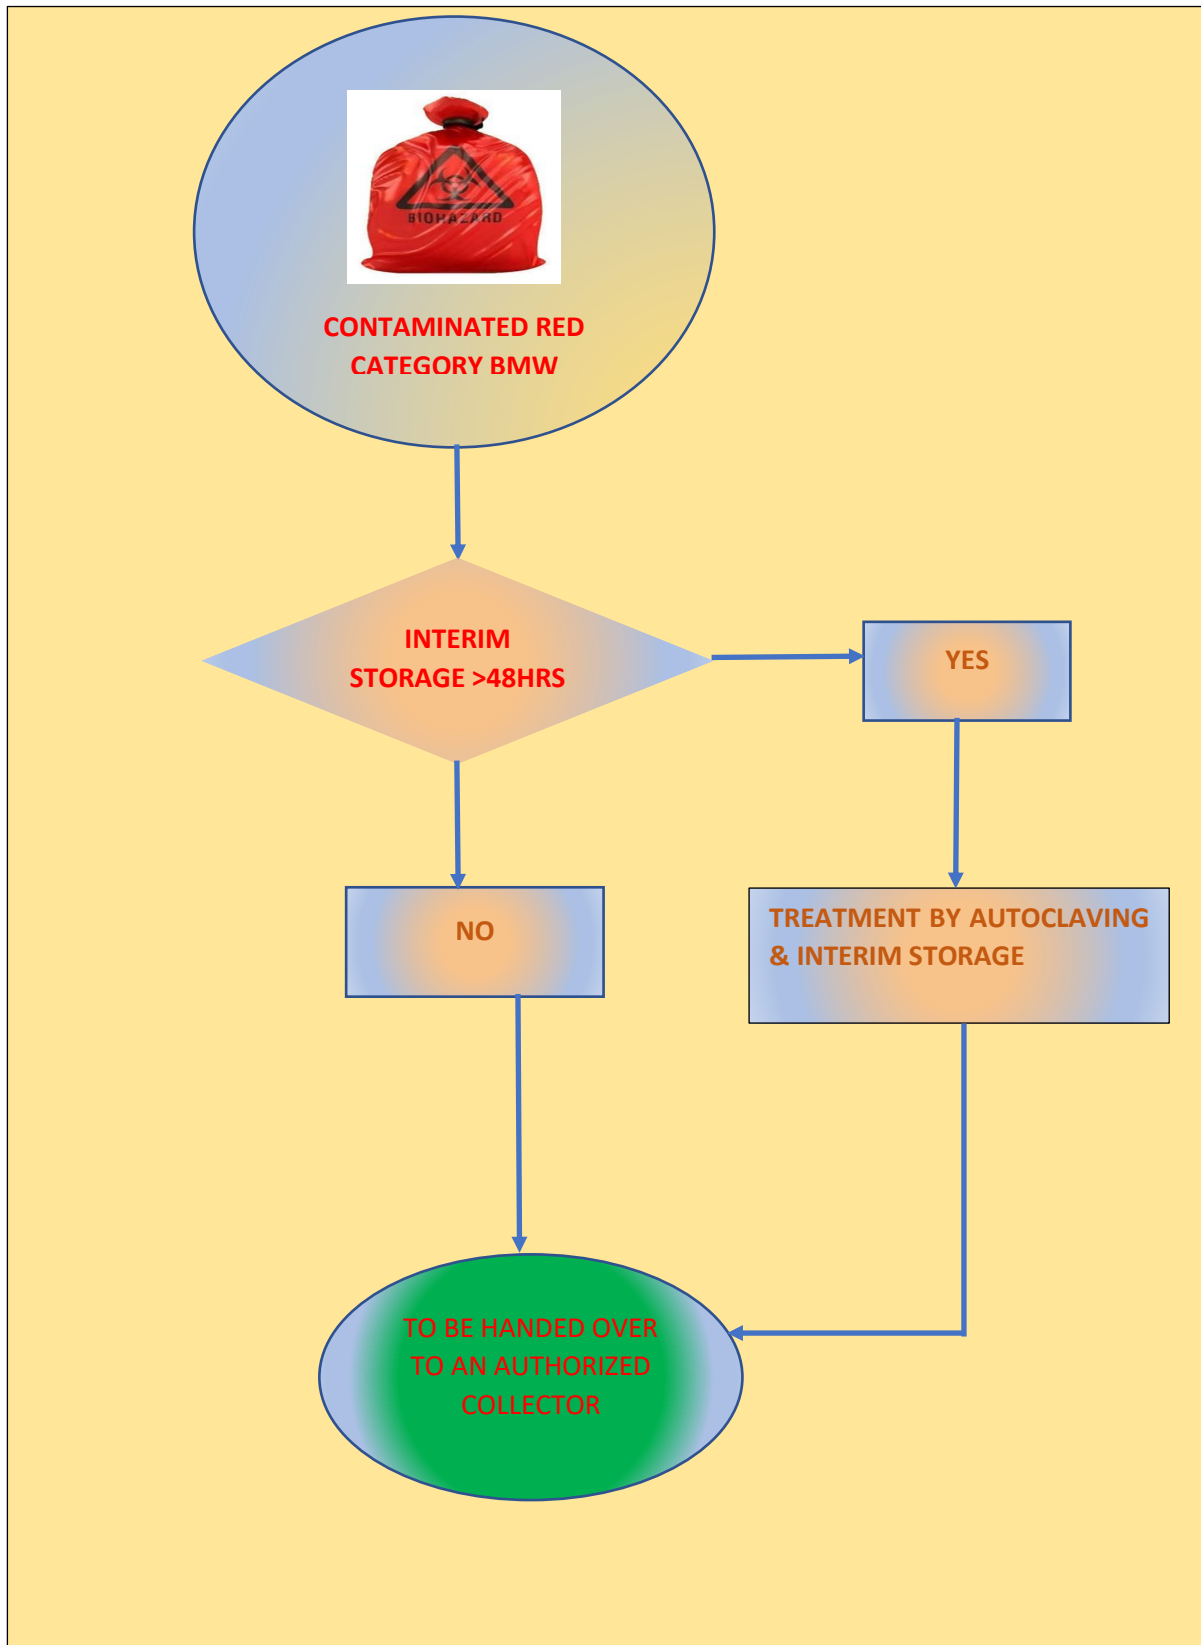 BIOHAZARD
CONTAMINATED RED
CATEGORY BMW
INTERIM
STORAGE >48HRS
YES
NO
TREATMENT BY AUTOCLAVING
& INTERIM STORAGE
TO BE HANDED OVER
TO AN AUTHORIZED
COLLECTOR